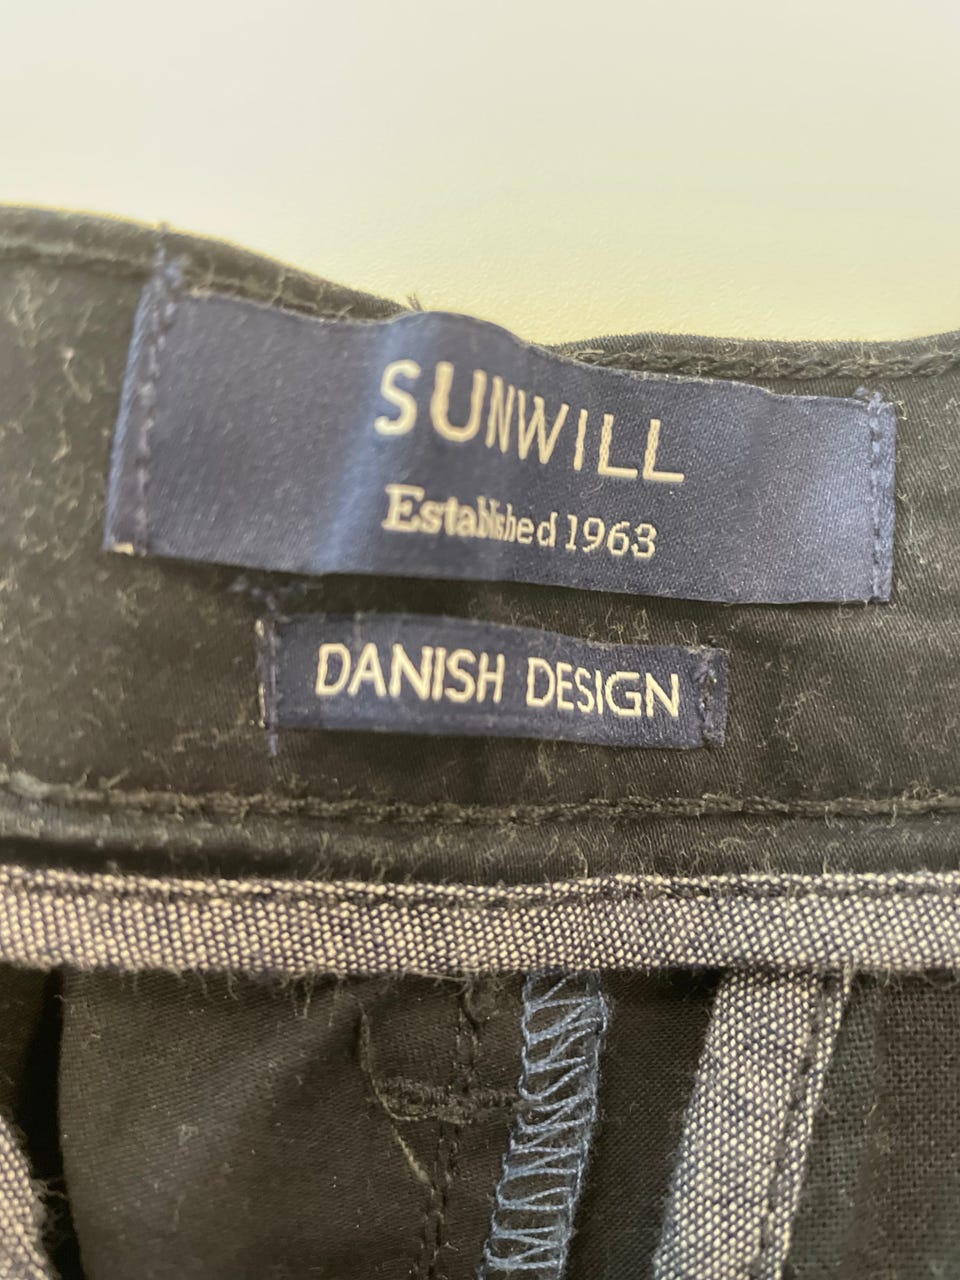 SUNWILL
Established 1963
DANISH DESIGN